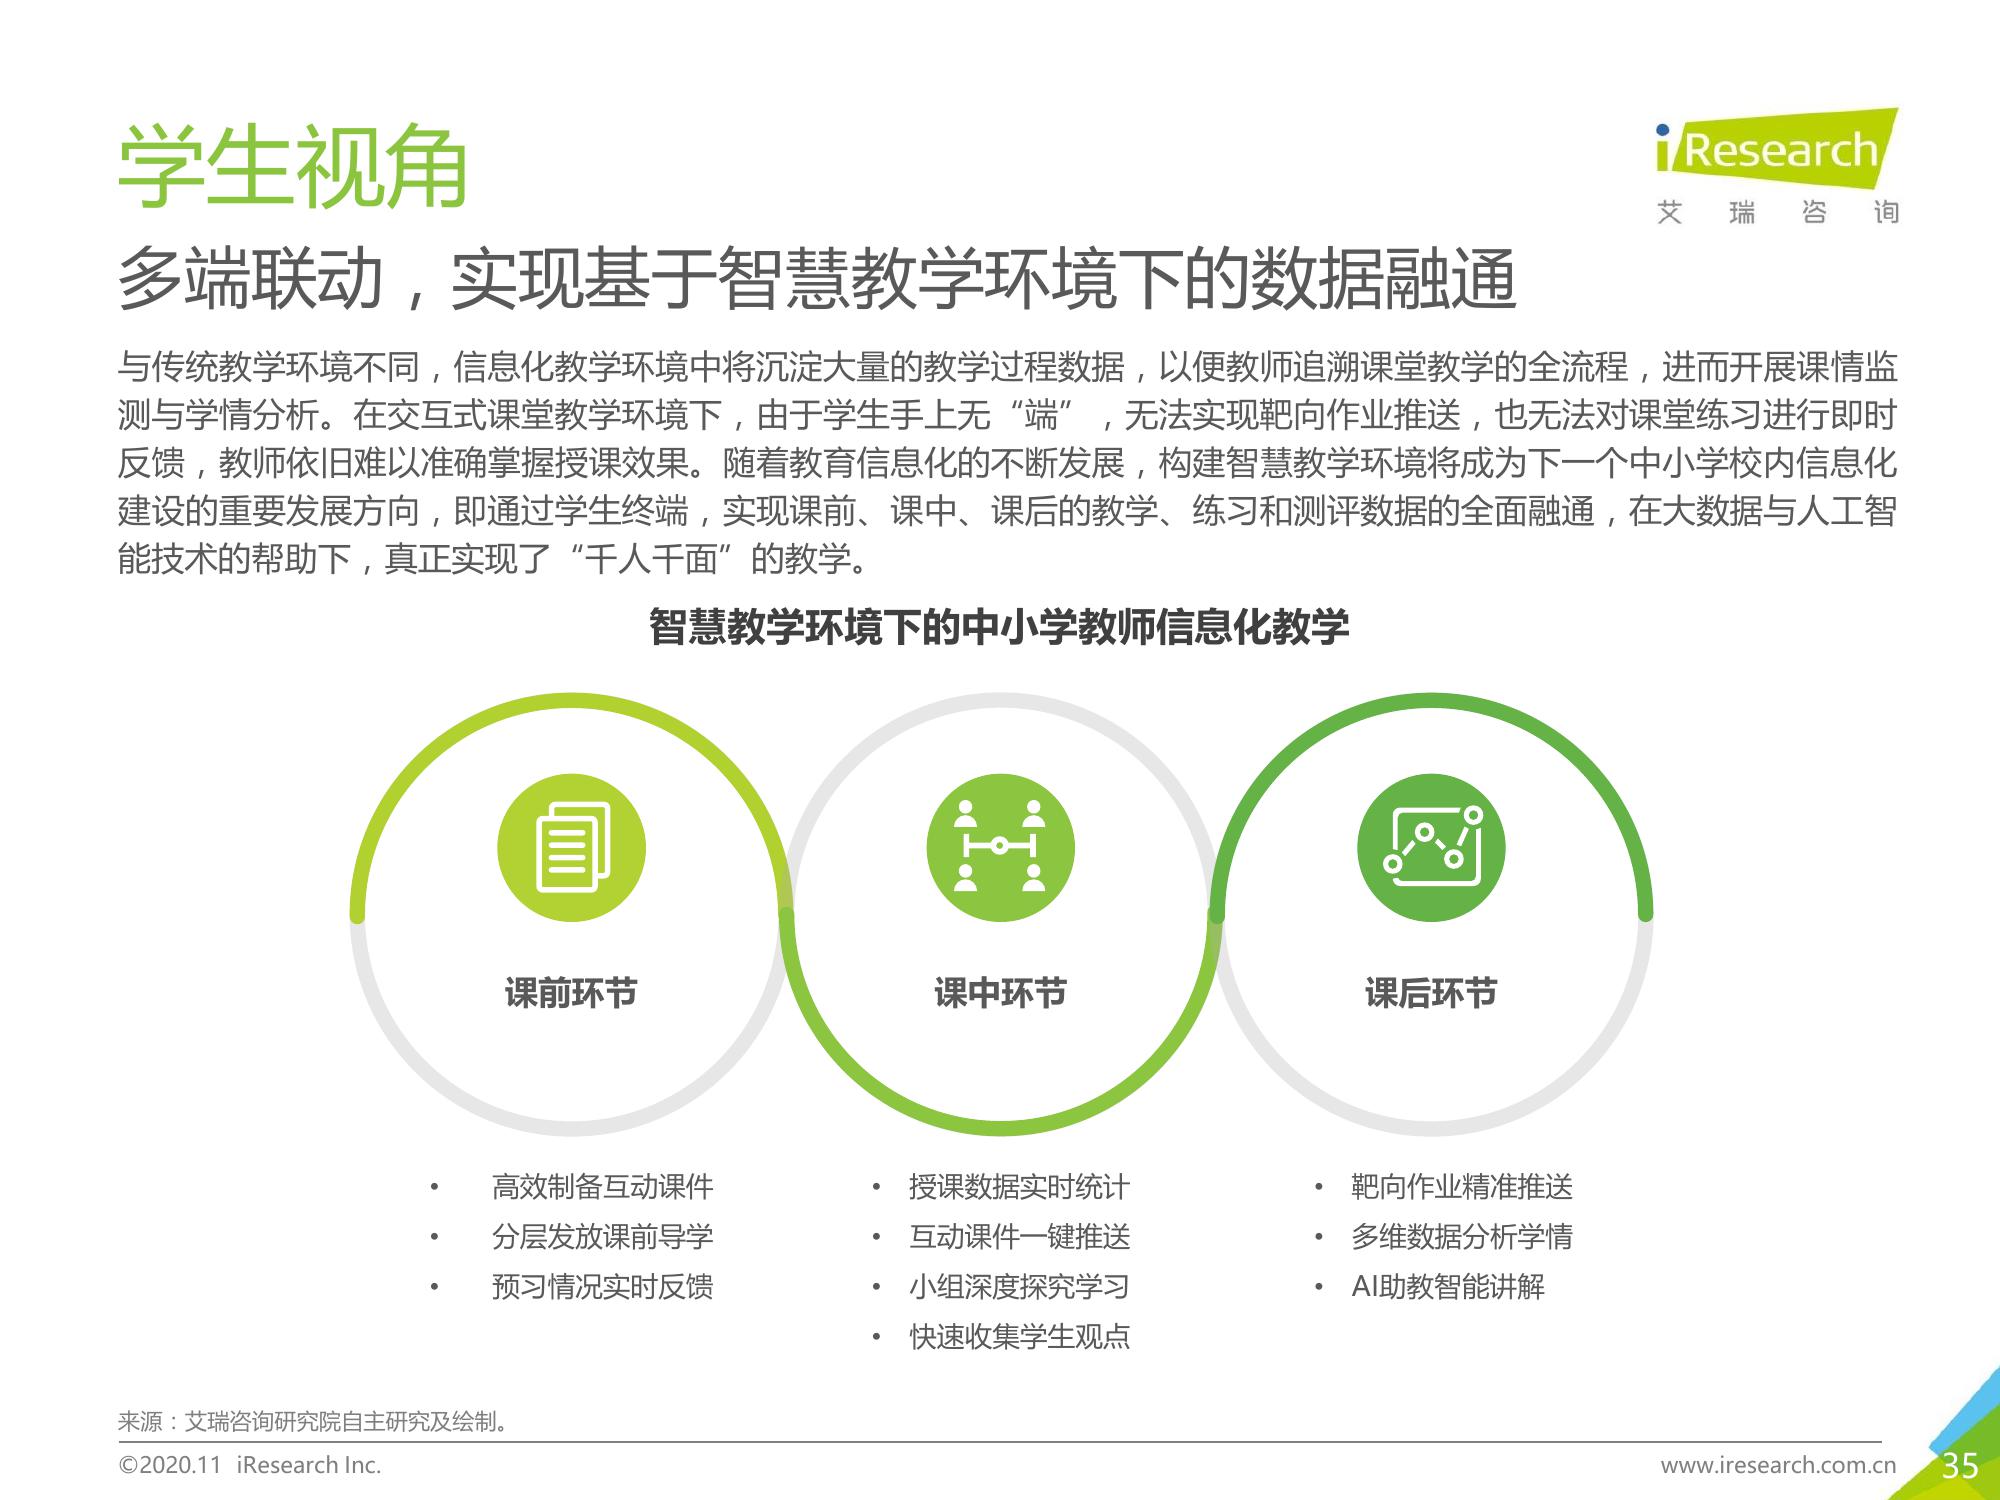 学生视角
iResearch
艾瑞咨询
多端联动，实现基于智慧教学环境下的数据融通
与传统教学环境不同，信息化教学环境中将沉淀大量的教学过程数据，以便教师追溯课堂教学的全流程，进而开展课情监
测与学情分析。在交互式课堂教学环境下，由于学生手上无“端”，无法实现靶向作业推送，也无法对课堂练习进行即时
反馈，教师依旧难以准确掌握授课效果。随着教育信息化的不断发展，构建智慧教学环境将成为下一个中小学校内信息化
建设的重要发展方向，即通过学生终端，实现课前、课中、课后的教学、练习和测评数据的全面融通，在大数据与人工智
能技术的帮助下，真正实现了“千人千面”的教学。
智慧教学环境下的中小学教师信息化教学
课前环节
课中环节
课后环节
• 高效制备互动课件
• 分层发放课前导学
• 预习情况实时反馈
• 授课数据实时统计
• 互动课件一键推送
• 小组深度探究学习
• 快速收集学生观点
• 靶向作业精准推送
• 多维数据分析学情
• AI助教智能讲解
来源：艾瑞咨询研究院自主研究及绘制。
©2020.11 iResearch Inc.
www.iresearch.com.cn
35